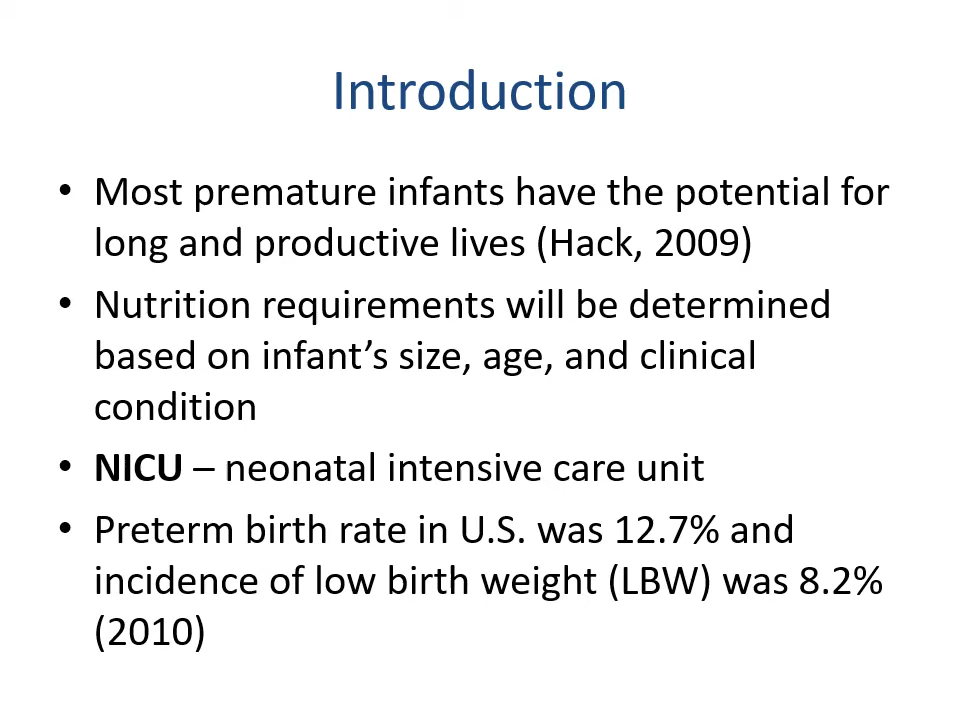 Introduction
• Most premature infants have the potential for
long and productive lives (Hack, 2009)
• Nutrition requirements will be determined
based on infant’s size, age, and clinical
condition
• NICU – neonatal intensive care unit
• Preterm birth rate in U.S. was 12.7% and
incidence of low birth weight (LBW) was 8.2%
(2010)